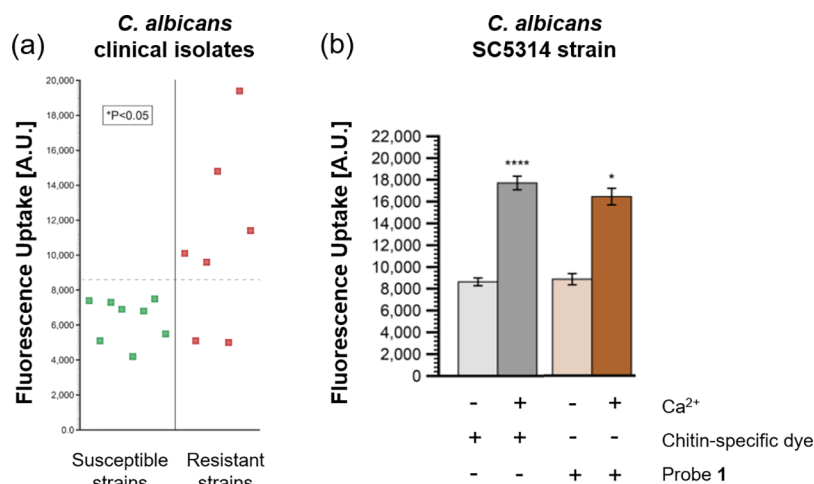 (a)
C. albicans
clinical isolates
Fluorescence Uptake [A.U.]
20,000
18,000
16,000
14,000
12,000
10,000
8,000
6,000
4,000
2,000
0.0
*P<0.05
Susceptible
strains
Resistant
strains
(b)
C. albicans
SC5314 strain
Fluorescence Uptake [A.U.]
22,000
20,000
18,000
16,000
14,000
12,000
10,000
8,000
6,000
4,000
2,000
0
****
*
- + - + Ca²⁺
+ + - - Chitin-specific dye
- - + + Probe 1